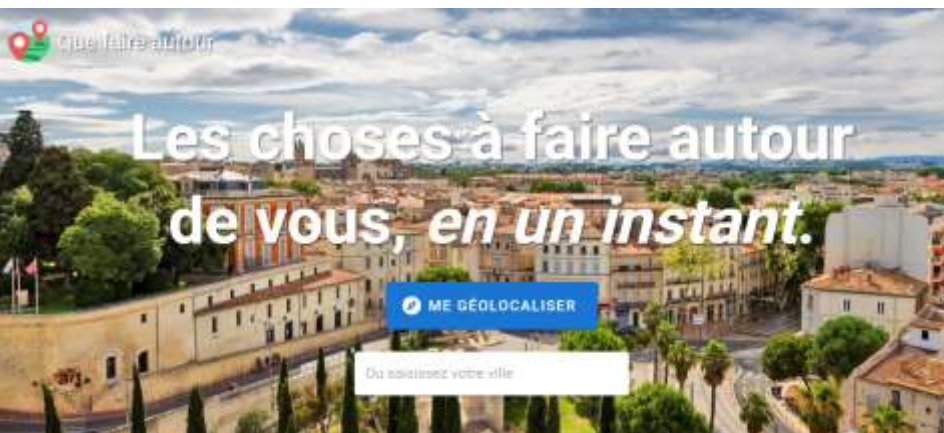 Que faire autour
Les choses à faire autour
de vous, en un instant.
ME GÉOLOCALISER
Ou saisissez votre ville